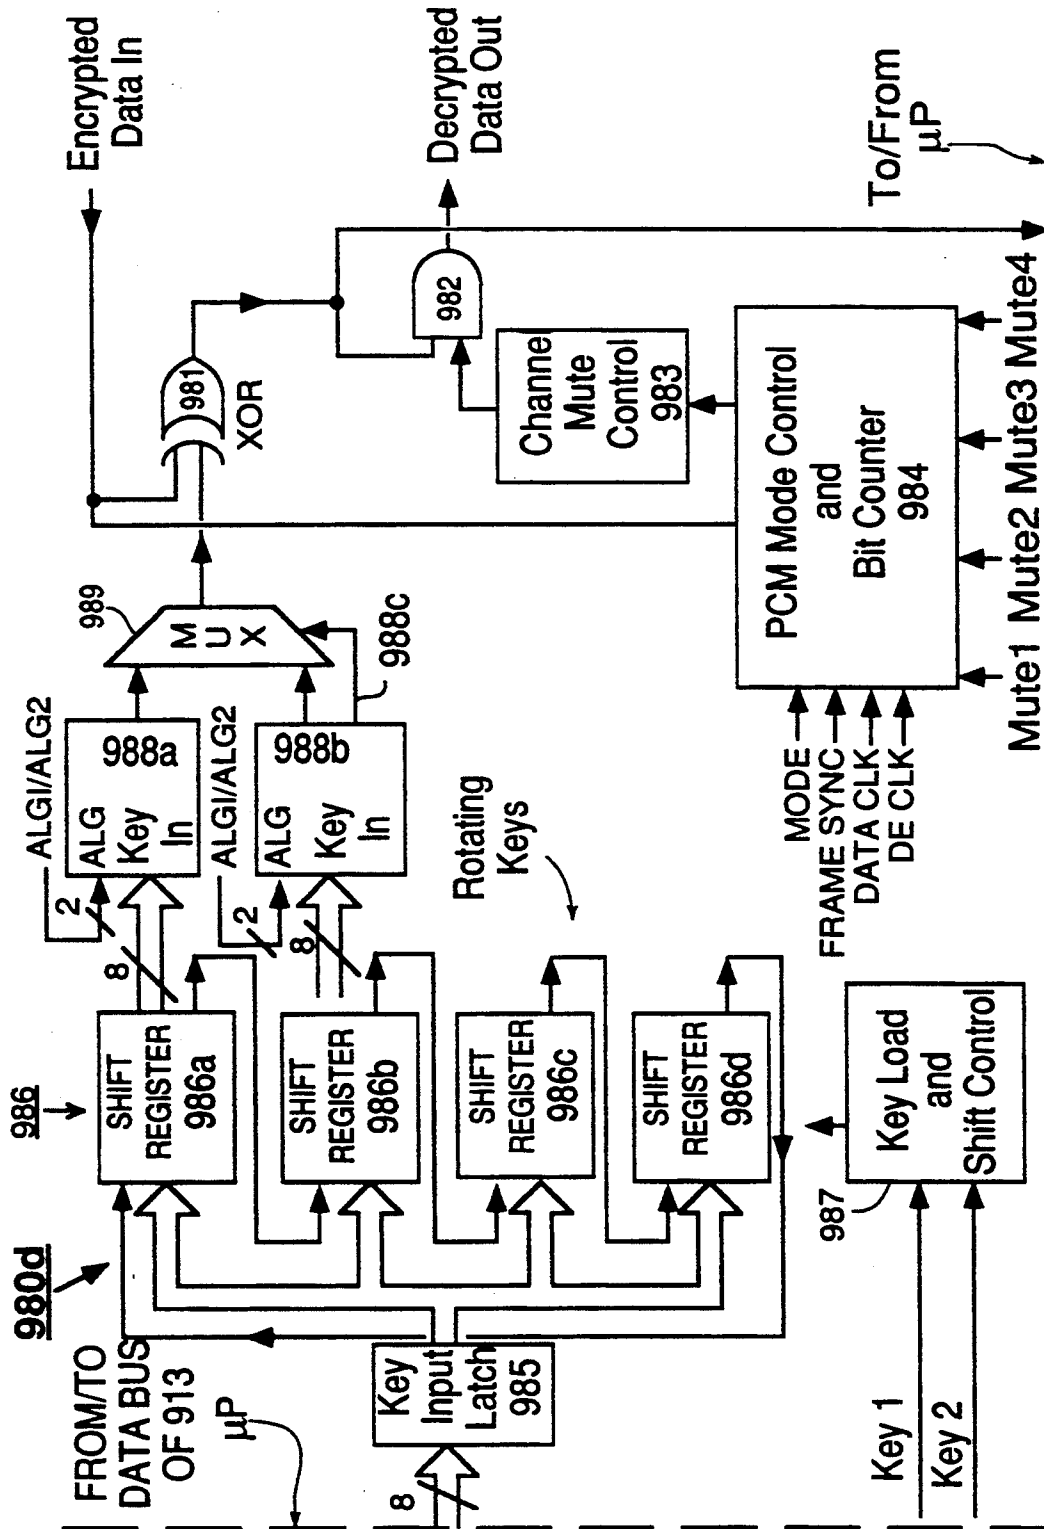 980d
986
FROM/TO
DATA BUS
OF 913
μP
8
Key
Input
Latch
985
SHIFT
REGISTER
986a
SHIFT
REGISTER
986b
SHIFT
REGISTER
986c
SHIFT
REGISTER
986d
8
8
2
2
ALGI/ALG2
ALG
Key
In
988a
ALGI/ALG2
ALG
Key
In
988b
988c
989
MUX
Rotating
Keys
981
XOR
Encrypted
Data In
982
Decrypted
Data Out
Channel
Mute
Control
983
PCM Mode Control
and
Bit Counter
984
MODE
FRAME SYNC
DATA CLK
DE CLK
Mute1 Mute2 Mute3 Mute4
To/From
μP
Key Load
and
Shift Control
987
Key 1
Key 2